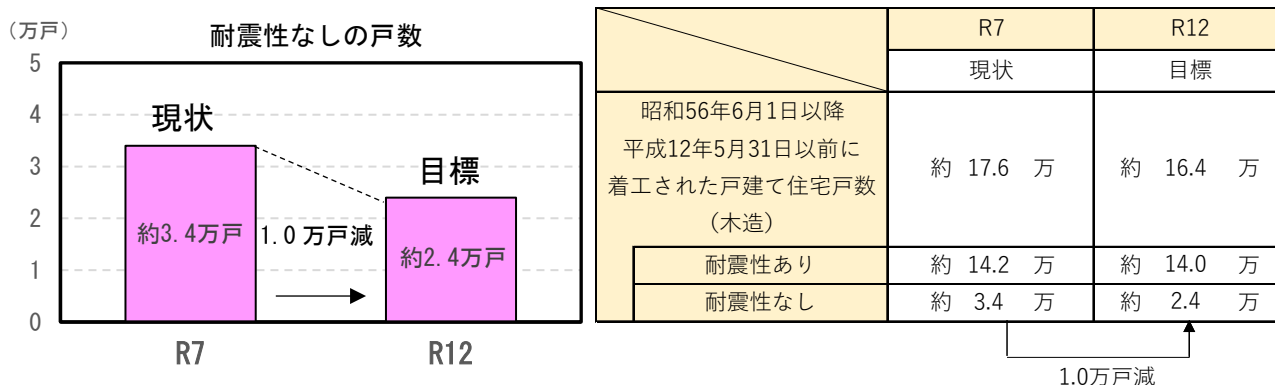 （万戸）
耐震性なしの戸数
5
4
3
2
1
0
現状
目標
約3.4万戸
1.0 万戸減
約2.4万戸
R7
R12
R7
R12
現状
目標
昭和56年6月1日以降
平成12年5月31日以前に
着工された戸建て住宅戸数
（木造）
約 17.6 万
約 16.4 万
耐震性あり
約 14.2 万
約 14.0 万
耐震性なし
約 3.4 万
約 2.4 万
1.0万戸減